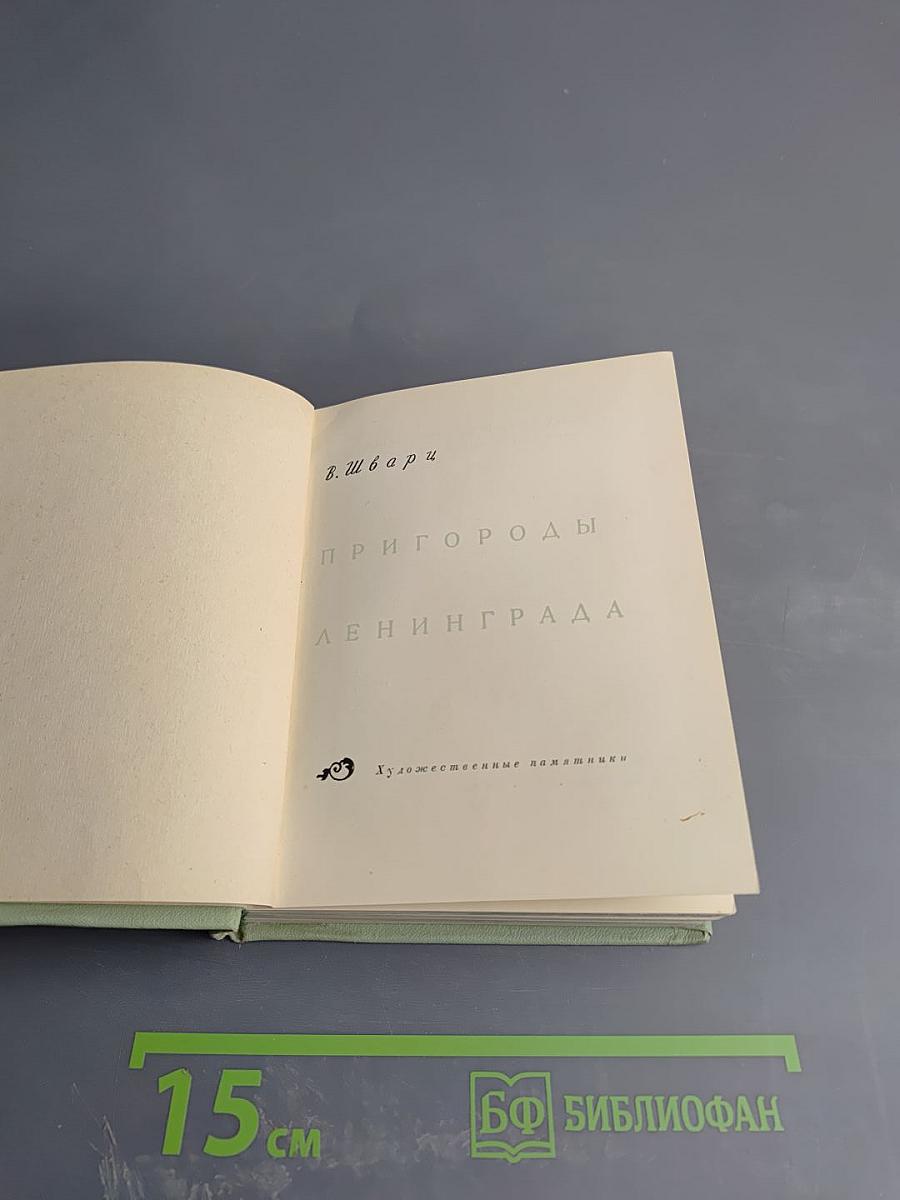 В. Шварц
ПРИГОРОДЫ
ЛЕНИНГРАДА
Художественные памятники
15 см
БФ БИБЛИОФАН